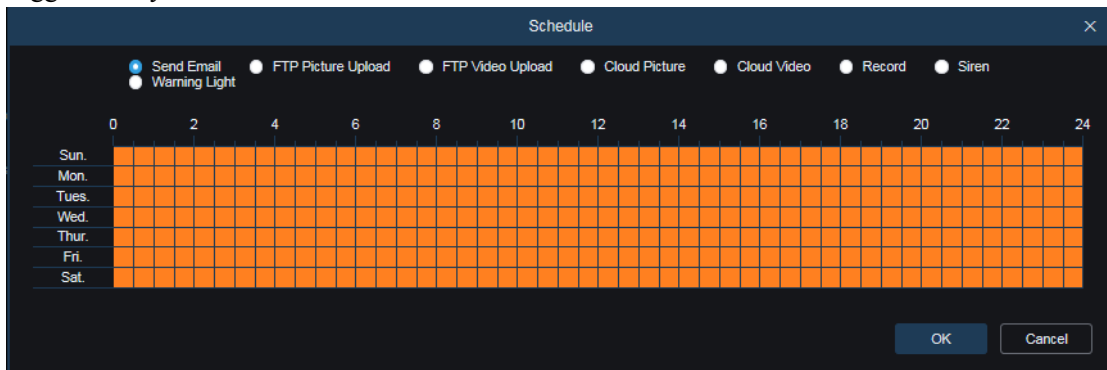 Schedule ×
Send Email FTP Picture Upload FTP Video Upload Cloud Picture Cloud Video Record Siren
Warning Light
0 2 4 6 8 10 12 14 16 18 20 22 24
Sun.
Mon.
Tues.
Wed.
Thur.
Fri.
Sat.
OK Cancel